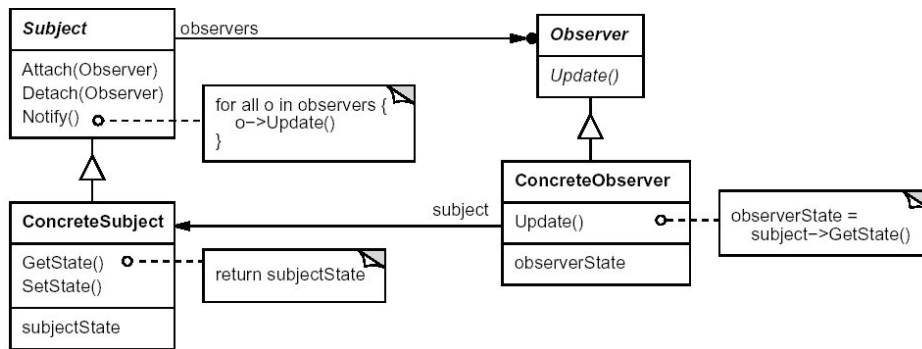 Subject
observers
Observer
Attach(Observer)
Detach(Observer)
Notify()
for all o in observers {
o->Update()
}
Update()
ConcreteSubject
GetState()
SetState()
subjectState
return subjectState
subject
ConcreteObserver
Update()
observerState
observerState =
subject->GetState()